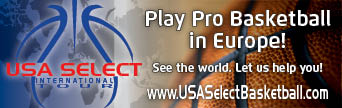 USA SELECT
INTERNATIONAL
TOUR
Play Pro Basketball
in Europe!
See the world. Let us help you!
www.USASelectBasketball.com